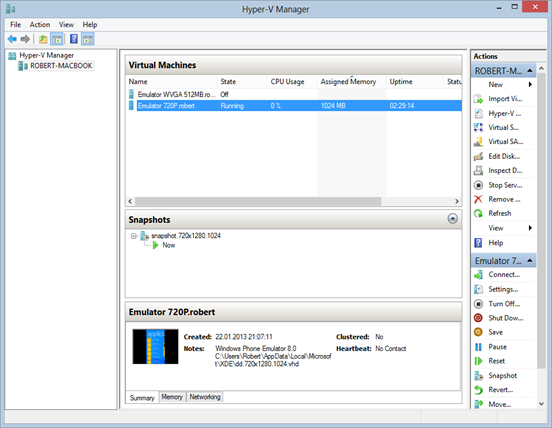 Hyper-V Manager
File Action View Help
Hyper-V Manager
ROBERT-MACBOOK
Virtual Machines
Name State CPU Usage Assigned Memory Uptime Statu
Emulator WVGA 512MB.ro... Off
Emulator 720P.robert Running 0 % 1024 MB 02:29:14
Snapshots
snapshot.720x1280.1024
Now
Emulator 720P.robert
Created: 22.01.2013 21:07:11 Clustered: No
Notes: Windows Phone Emulator 8.0 Heartbeat: No Contact
C:\Users\Robert\AppData\Local\Microsof
t\XDE\dd.720x1280.1024.vhd
Summary Memory Networking
Actions
ROBERT-M...
New
Import Vi...
Hyper-V ...
Virtual S...
Virtual SA...
Edit Disk...
Inspect D...
Stop Serv...
Remove ...
Refresh
View
Help
Emulator 7...
Connect...
Settings...
Turn Off...
Shut Dow...
Save
Pause
Reset
Snapshot
Revert...
Move...